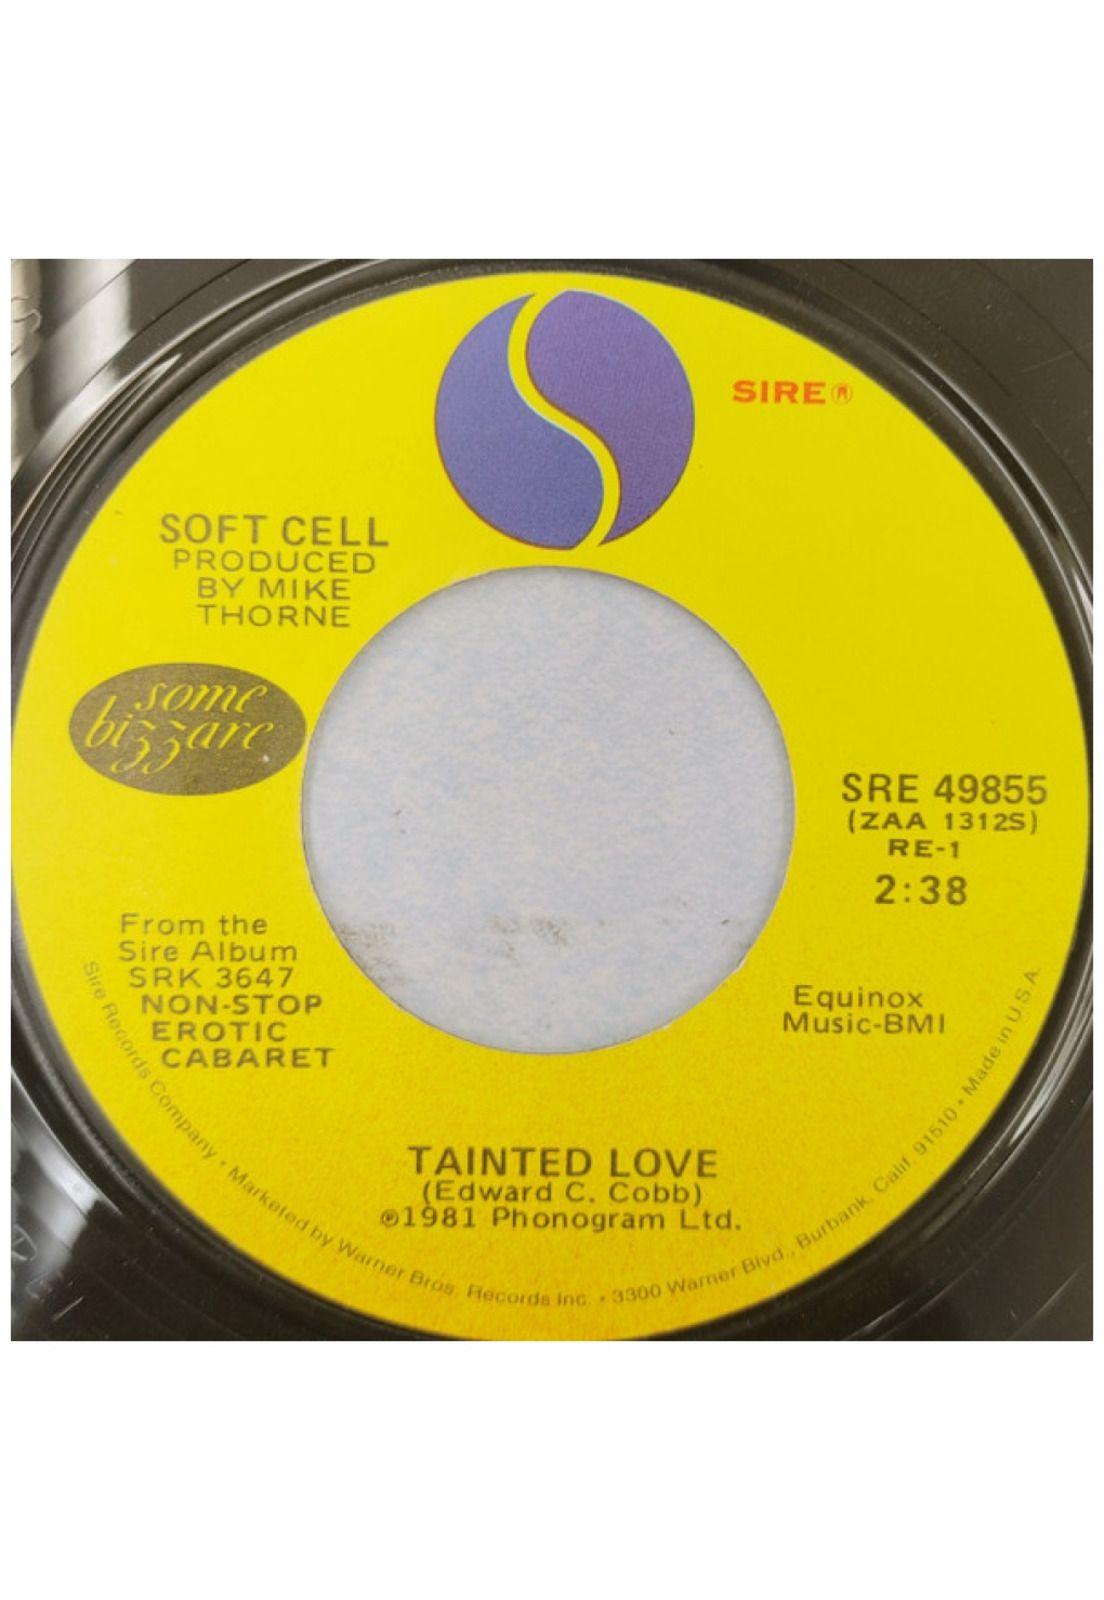 SIRE®
SOFT CELL
PRODUCED
BY MIKE
THORNE
some
bizzare
SRE 49855
(ZAA 1312S)
RE-1
2:38
From the
Sire Album
SRK 3647
NON-STOP
EROTIC
CABARET
Equinox
Music-BMI
TAINTED LOVE
(Edward C. Cobb)
℗1981 Phonogram Ltd.
Sire Records Company • Marketed by Warner Bros. Records Inc. • 3300 Warner Blvd., Burbank, Calif. 91510 • Made in U.S.A.